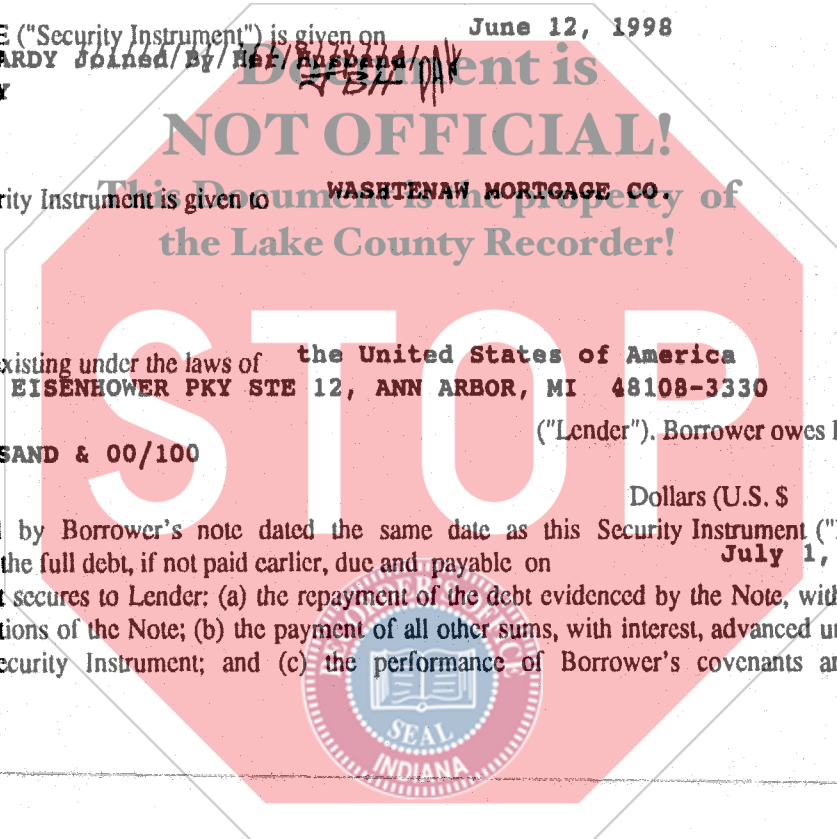 E ("Security Instrument") is given on June 12, 1998
ARDY Joined/By/Her/Husband
Y
JBH
Document is
NOT OFFICIAL!
rity Instrument is given to WASHTENAW MORTGAGE CO.
This Document is the property of
the Lake County Recorder!
STOP
xisting under the laws of the United States of America
EISENHOWER PKY STE 12, ANN ARBOR, MI 48108-3330
("Lender"). Borrower owes
SAND & 00/100
Dollars (U.S. $
by Borrower's note dated the same date as this Security Instrument ("
the full debt, if not paid earlier, due and payable on July 1,
t secures to Lender: (a) the repayment of the debt evidenced by the Note, with
tions of the Note; (b) the payment of all other sums, with interest, advanced
ecurity Instrument; and (c) the performance of Borrower's covenants
RECORDER'S OFFICE
SEAL
INDIANA